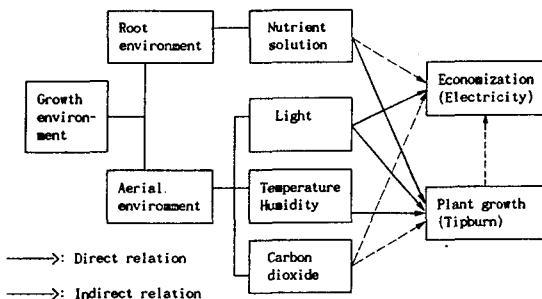 Root
environment
Nutrient
solution
Economization
(Electricity)
Growth
environ-
ment
Light
Aerial.
environment
Temperature
Humidity
Plant growth
(Tipburn)
Carbon
dioxide
: Direct relation
: Indirect relation